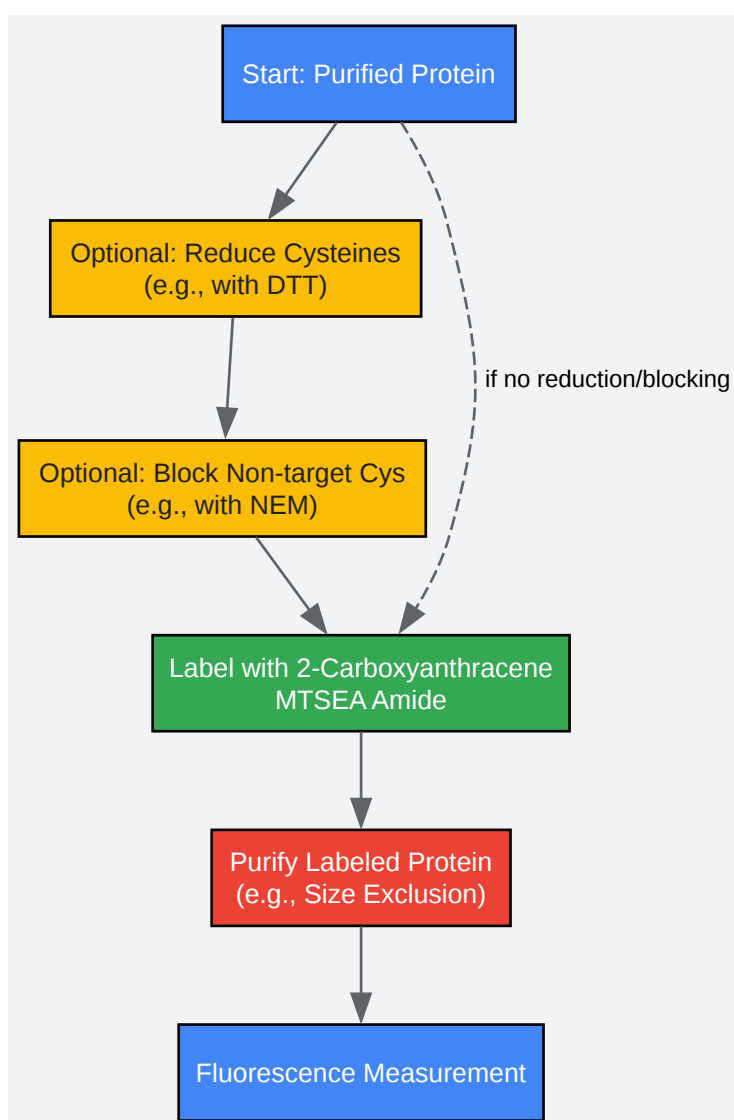 Start: Purified Protein
Optional: Reduce Cysteines
(e.g., with DTT)
if no reduction/blocking
Optional: Block Non-target Cys
(e.g., with NEM)
Label with 2-Carboxyanthracene
MTSEA Amide
Purify Labeled Protein
(e.g., Size Exclusion)
Fluorescence Measurement